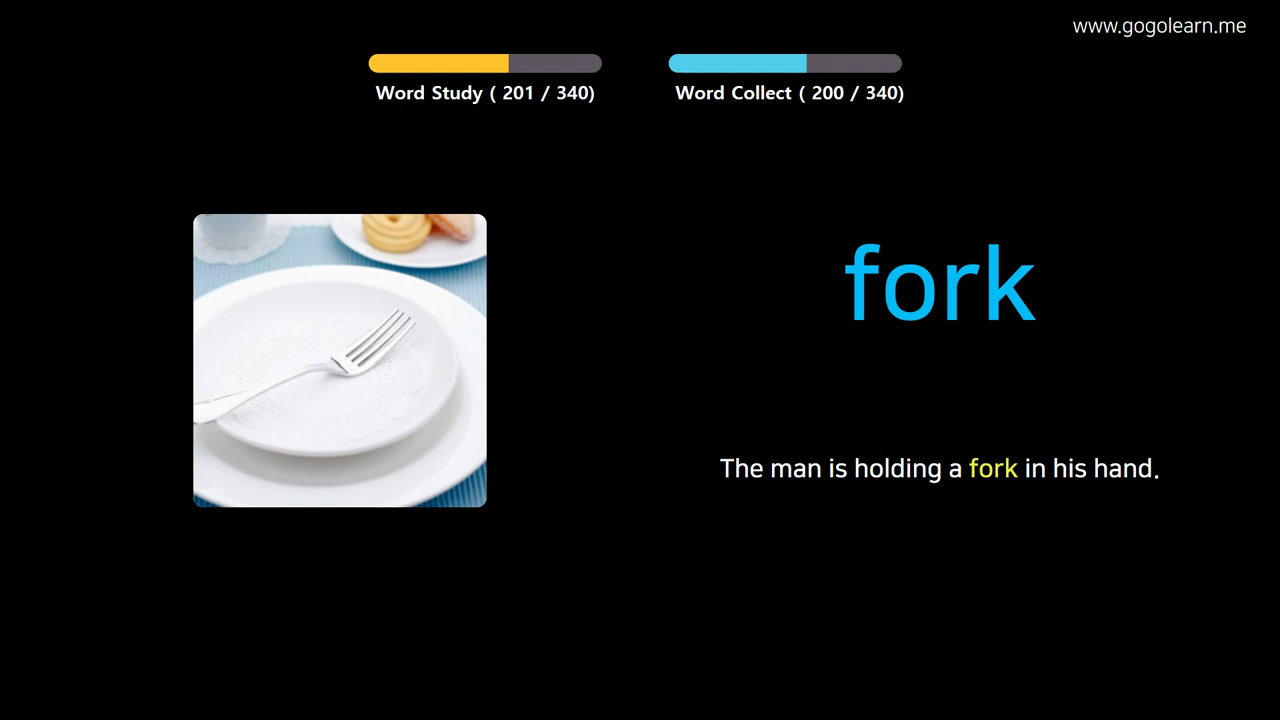 www.gogolearn.me
Word Study ( 201 / 340)
Word Collect ( 200 / 340)
fork
The man is holding a fork in his hand.